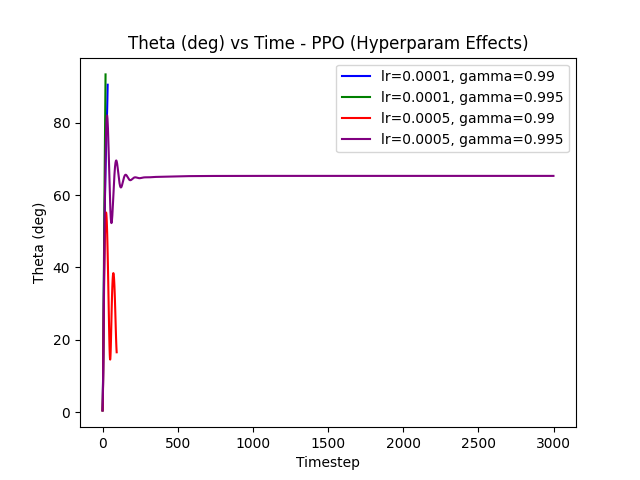 Theta (deg) vs Time - PPO (Hyperparam Effects)
lr=0.0001, gamma=0.99
lr=0.0001, gamma=0.995
lr=0.0005, gamma=0.99
lr=0.0005, gamma=0.995
Theta (deg)
80
60
40
20
0
0 500 1000 1500 2000 2500 3000
Timestep